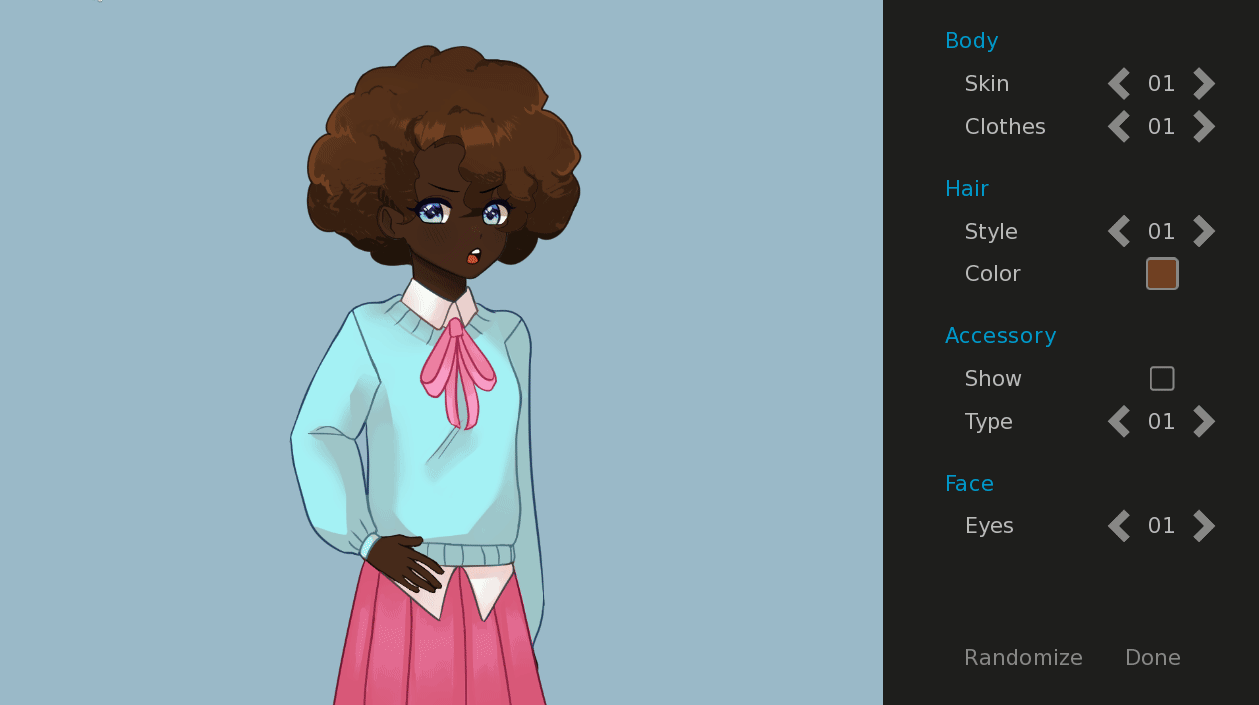 Body
Skin 01
Clothes 01
Hair
Style 01
Color
Accessory
Show
Type 01
Face
Eyes 01
Randomize Done